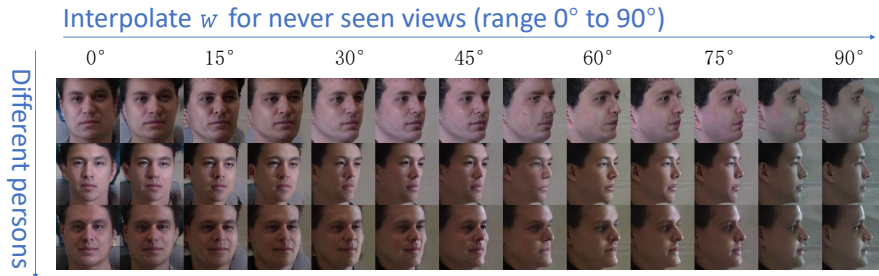 Interpolate w for never seen views (range 0° to 90°)
0° 15° 30° 45° 60° 75° 90°
Different persons